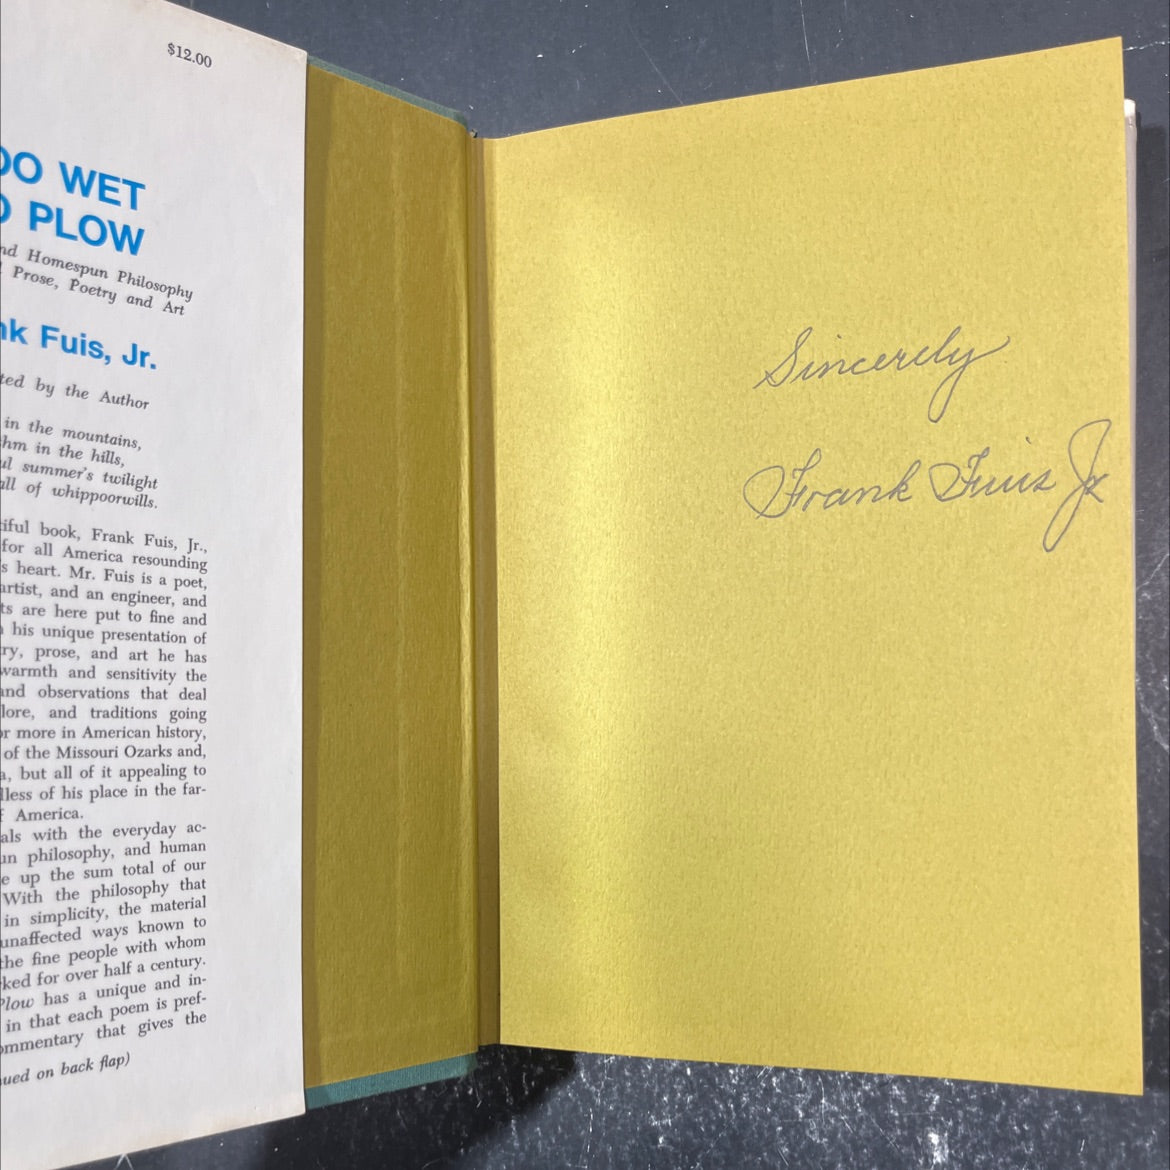 $12.00
OO WET
O PLOW
nd Homespun Philosophy
Prose, Poetry and Art
nk Fuis, Jr.
ted by the Author
in the mountains,
hm in the hills,
ul summer's twilight
all of whippoorwills.
iful book, Frank Fuis, Jr.,
for all America resounding
s heart. Mr. Fuis is a poet,
artist, and an engineer, and
ts are here put to fine and
his unique presentation of
ry, prose, and art he has
warmth and sensitivity the
and observations that deal
lore, and traditions going
or more in American history,
of the Missouri Ozarks and,
a, but all of it appealing to
lless of his place in the far-
f America.
als with the everyday ac-
un philosophy, and human
e up the sum total of our
With the philosophy that
in simplicity, the material
unaffected ways known to
the fine people with whom
ked for over half a century.
Plow has a unique and in-
in that each poem is pref-
ommentary that gives the
ued on back flap)
Sincerely
Frank Fuis Jr